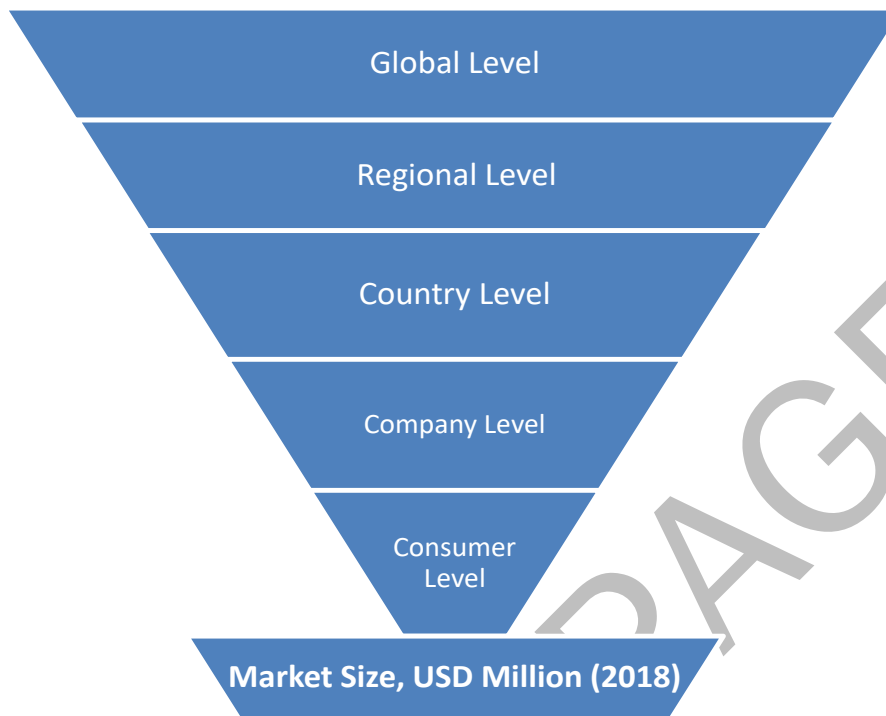 Global Level
Regional Level
Country Level
Company Level
Consumer
Level
Market Size, USD Million (2018)